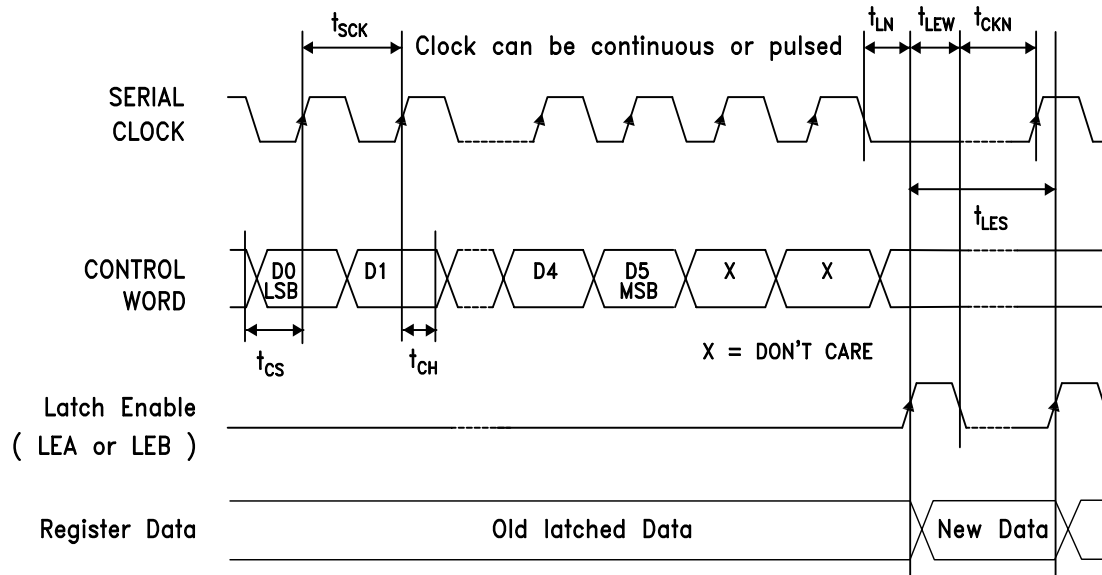 tSCK
Clock can be continuous or pulsed
tLN
tLEW
tCKN
SERIAL
CLOCK
tLES
CONTROL
WORD
D0
LSB
D1
D4
D5
MSB
X
X
tCS
tCH
X = DON'T CARE
Latch Enable
( LEA or LEB )
Register Data
Old latched Data
New Data